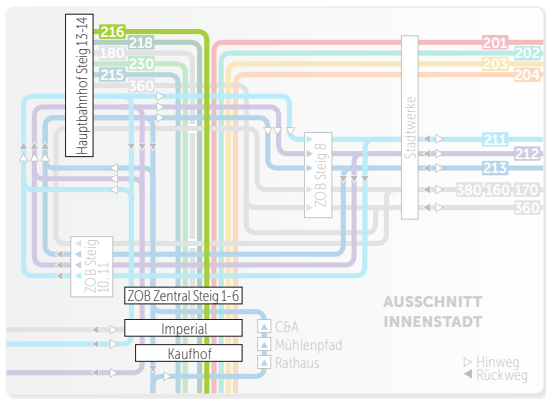 Hauptbahnhof Steig 13-14
216
218
180
230
215
360
201
202
203
204
Stadtwerke
ZOB Steig 8
211
212
213
380 160 170
360
ZOB Steig
10, 11
ZOB Zentral Steig 1-6
Imperial
Kaufhof
C&A
Mühlenpfad
Rathaus
AUSSCHNITT
INNENSTADT
Hinweg
Rückweg